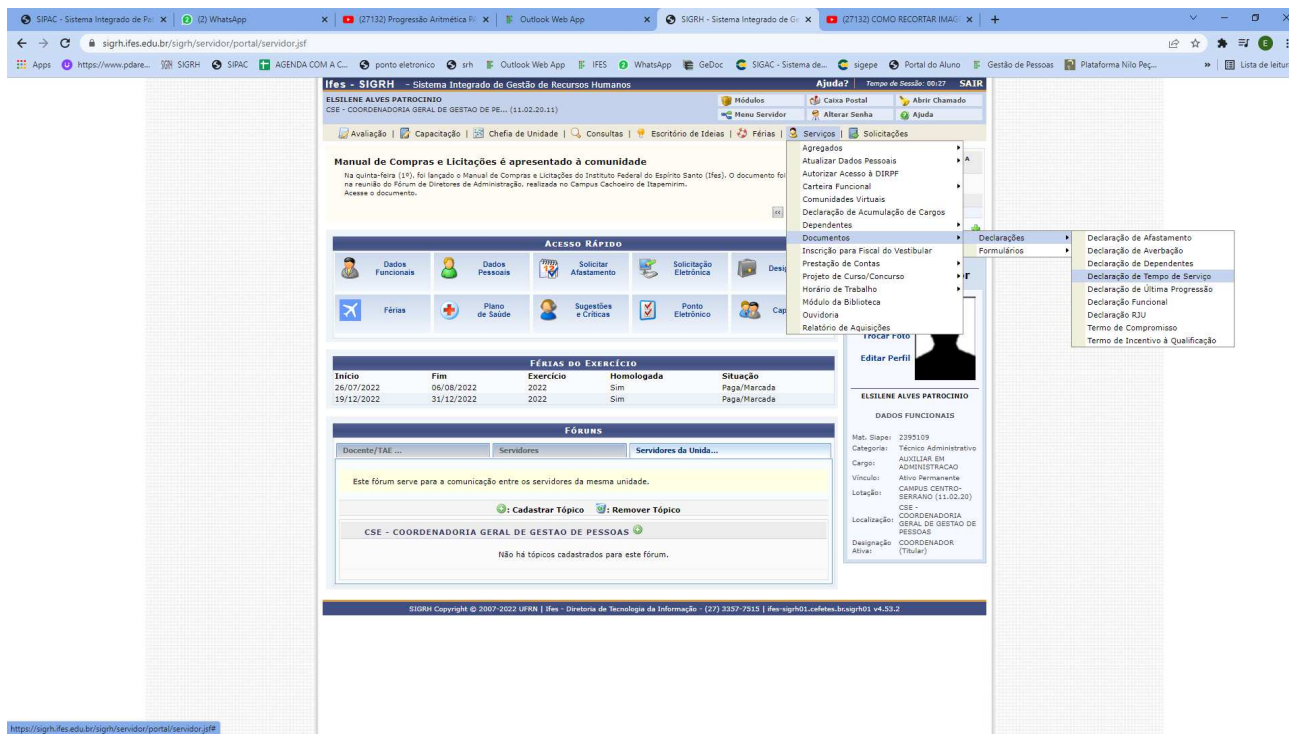 SIPAC - Sistema Integrado de Pat
(2) WhatsApp
(27132) Progressão Aritmética
Outlook Web App
SIGRH - Sistema Integrado de Ge
(27132) COMO RECORTAR IMAG
sigrh.ifes.edu.br/sigrh/servidor/portal/servidor.jsf
Apps
https://www.pdare...
SIGRH
SIPAC
AGENDA COM A C...
ponto eletronico
srh
Outlook Web App
IFES
WhatsApp
GeDoc
SIGAC - Sistema de...
sigepe
Portal do Aluno
Gestão de Pessoas
Plataforma Nilo Peç...
»
Lista de leitur
Ifes - SIGRH - Sistema Integrado de Gestão de Recursos Humanos
Ajuda?
Tempo de Sessão: 00:27
SAIR
ELSILENE ALVES PATROCINIO
CSE - COORDENADORIA GERAL DE GESTAO DE PE... (11.02.20.11)
Módulos
Caixa Postal
Abrir Chamado
Menu Servidor
Alterar Senha
Ajuda
Avaliação | Capacitação | Chefia de Unidade | Consultas | Escritório de Ideias | Férias | Serviços | Solicitações
Manual de Compras e Licitações é apresentado à comunidade
Na quinta-feira (1º), foi lançado o Manual de Compras e Licitações do Instituto Federal do Espírito Santo (Ifes). O documento foi
na reunião do Fórum de Diretores de Administração, realizada no Campus Cachoeiro de Itapemirim.
Acesse o documento.
Agregados
Atualizar Dados Pessoais
Autorizar Acesso à DIRPF
Carteira Funcional
Comunidades Virtuais
Declaração de Acumulação de Cargos
Dependentes
Documentos
Inscrição para Fiscal do Vestibular
Prestação de Contas
Projeto de Curso/Concurso
Horário de Trabalho
Módulo da Biblioteca
Ouvidoria
Relatório de Aquisições
Declarações
Formulários
Declaração de Afastamento
Declaração de Averbação
Declaração de Dependentes
Declaração de Tempo de Serviço
Declaração de Última Progressão
Declaração Funcional
Declaração RJU
Termo de Compromisso
Termo de Incentivo à Qualificação
ACESSO RÁPIDO
Dados Funcionais
Dados Pessoais
Solicitar Afastamento
Solicitação Eletrônica
Desig
Férias
Plano de Saúde
Sugestões e Críticas
Ponto Eletrônico
Cap
FÉRIAS DO EXERCÍCIO
Início Fim Exercício Homologada Situação
26/07/2022 06/08/2022 2022 Sim Paga/Marcada
19/12/2022 31/12/2022 2022 Sim Paga/Marcada
FÓRUNS
Docente/TAE ...
Servidores
Servidores da Unida...
Este fórum serve para a comunicação entre os servidores da mesma unidade.
: Cadastrar Tópico : Remover Tópico
CSE - COORDENADORIA GERAL DE GESTAO DE PESSOAS
Não há tópicos cadastrados para este fórum.
Trocar Foto
Editar Perfil
ELSILENE ALVES PATROCINIO
DADOS FUNCIONAIS
Mat. Siape: 2395109
Categoria: Técnico Administrativo
Cargo: AUXILIAR EM ADMINISTRACAO
Vínculo: Ativo Permanente
Lotação: CAMPUS CENTRO-SERRANO (11.02.20)
Localização: CSE - COORDENADORIA GERAL DE GESTAO DE PESSOAS
Designação Ativa: COORDENADOR (Titular)
SIGRH Copyright © 2007-2022 UFRN | Ifes - Diretoria de Tecnologia da Informação - (27) 3357-7515 | ifes-sigrh01.cefetes.br.sigrh01 v4.53.2
https://sigrh.ifes.edu.br/sigrh/servidor/portal/servidor.jsf#